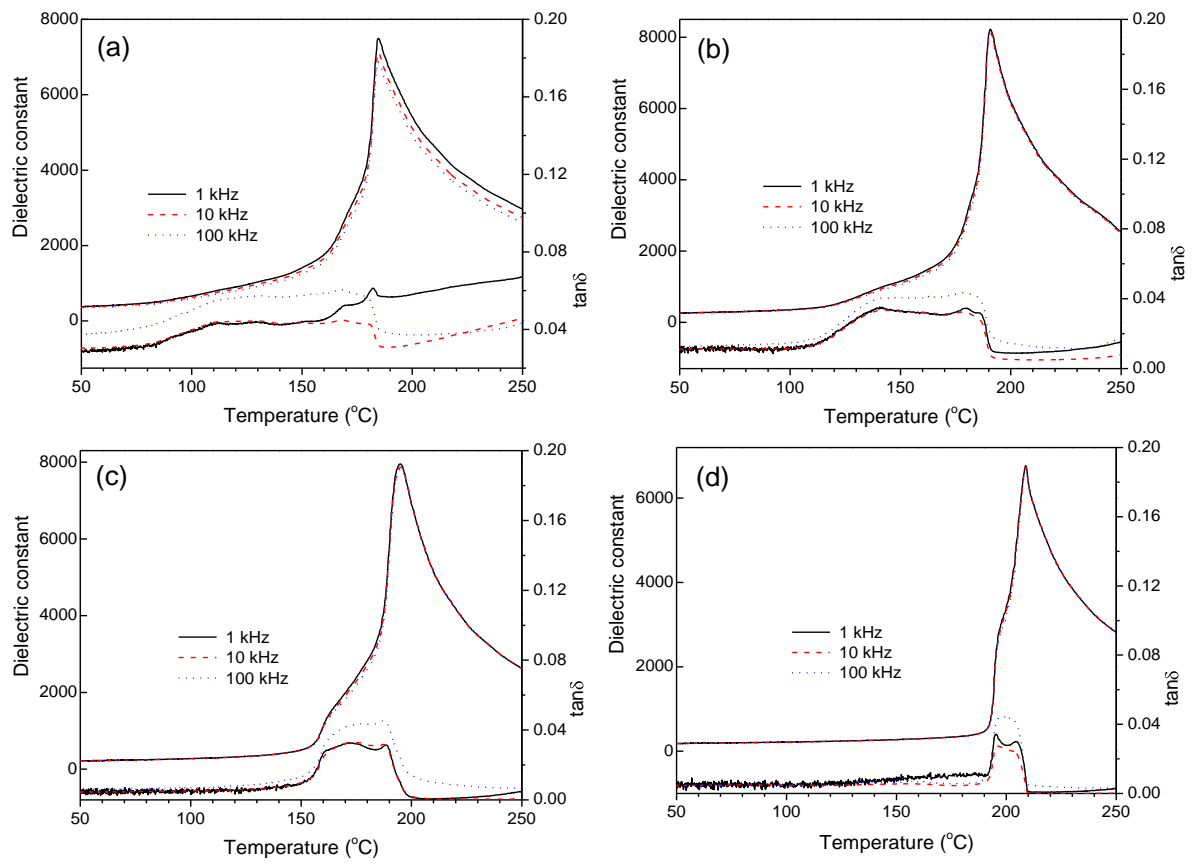 (a)
8000
6000
4000
2000
0
Dielectric constant
0.20
0.16
0.12
0.08
0.04
tanδ
1 kHz
10 kHz
100 kHz
50 100 150 200 250
Temperature (°C)
(b)
8000
6000
4000
2000
0
Dielectric constant
0.20
0.16
0.12
0.08
0.04
0.00
tanδ
1 kHz
10 kHz
100 kHz
50 100 150 200 250
Temperature (°C)
(c)
8000
6000
4000
2000
0
Dielectric constant
0.20
0.16
0.12
0.08
0.04
0.00
tanδ
1 kHz
10 kHz
100 kHz
50 100 150 200 250
Temperature (°C)
(d)
6000
4000
2000
0
Dielectric constant
0.20
0.16
0.12
0.08
0.04
0.00
tanδ
1 kHz
10 kHz
100 kHz
50 100 150 200 250
Temperature (°C)